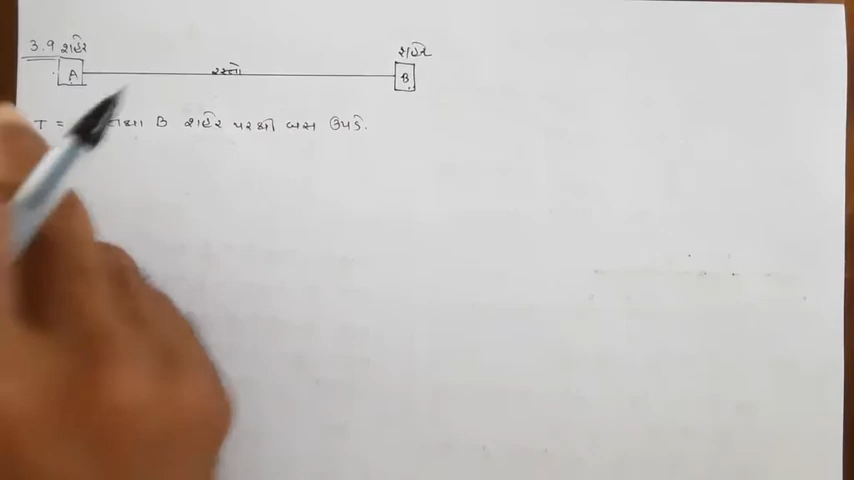 3.9 શહેર શહેર
A રસ્તો B
T = B શહેર પરથી બસ ઉપડે.